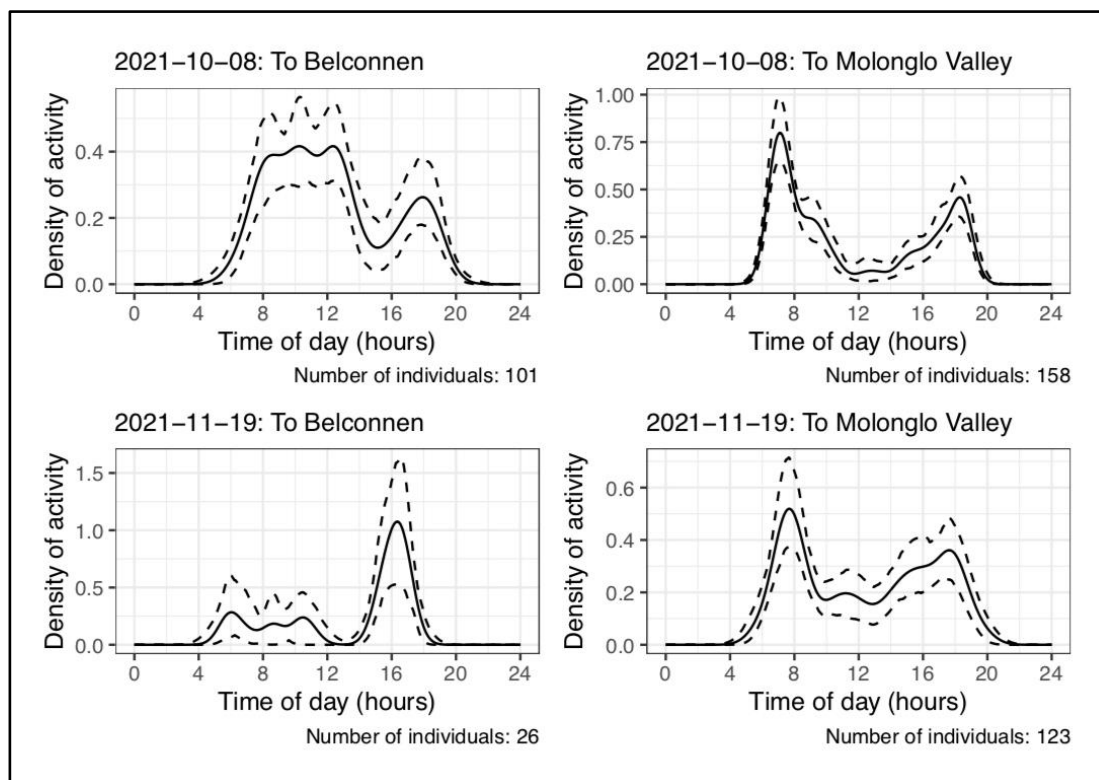 2021–10–08: To Belconnen
Density of activity
0.4
0.2
0.0
0 4 8 12 16 20 24
Time of day (hours)
Number of individuals: 101
2021–10–08: To Molonglo Valley
Density of activity
1.00
0.75
0.50
0.25
0.00
0 4 8 12 16 20 24
Time of day (hours)
Number of individuals: 158
2021–11–19: To Belconnen
Density of activity
1.5
1.0
0.5
0.0
0 4 8 12 16 20 24
Time of day (hours)
Number of individuals: 26
2021–11–19: To Molonglo Valley
Density of activity
0.6
0.4
0.2
0.0
0 4 8 12 16 20 24
Time of day (hours)
Number of individuals: 123